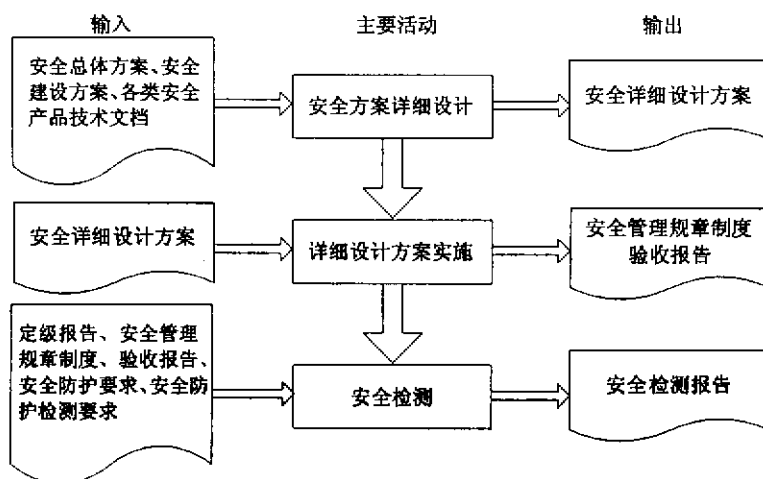 输入
主要活动
输出
安全总体方案、安全
建设方案、各类安全
产品技术文档
安全方案详细设计
安全详细设计方案
安全详细设计方案
详细设计方案实施
安全管理规章制度
验收报告
定级报告、安全管理
规章制度、验收报告、
安全防护要求、安全防
护检测要求
安全检测
安全检测报告